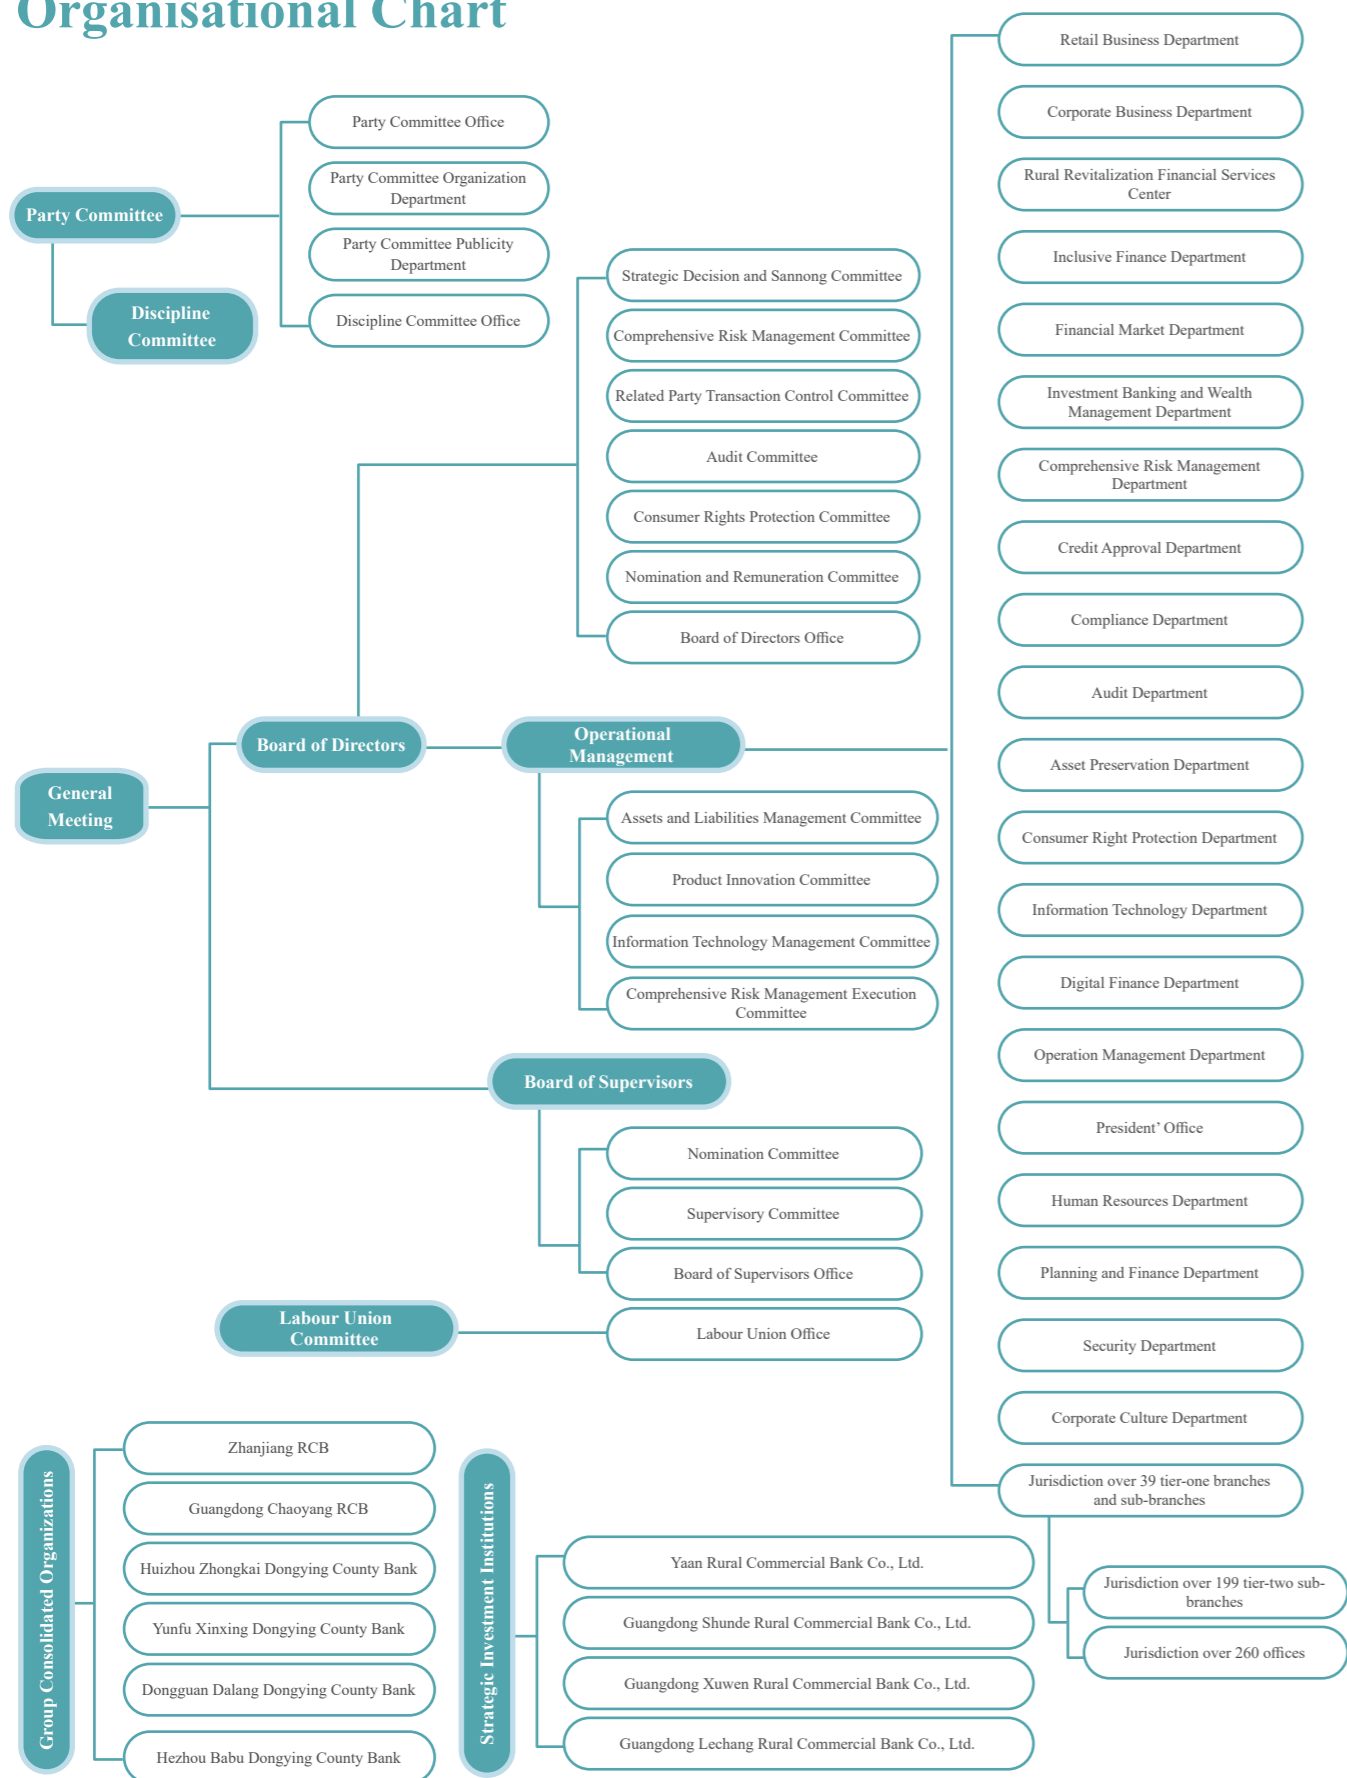 Organisational Chart
Party Committee
Discipline
Committee
Party Committee Office
Party Committee Organization
Department
Party Committee Publicity
Department
Discipline Committee Office
General
Meeting
Board of Directors
Strategic Decision and Sannong Committee
Comprehensive Risk Management Committee
Related Party Transaction Control Committee
Audit Committee
Consumer Rights Protection Committee
Nomination and Remuneration Committee
Board of Directors Office
Operational
Management
Assets and Liabilities Management Committee
Product Innovation Committee
Information Technology Management Committee
Comprehensive Risk Management Execution
Committee
Board of Supervisors
Nomination Committee
Supervisory Committee
Board of Supervisors Office
Labour Union
Committee
Labour Union Office
Retail Business Department
Corporate Business Department
Rural Revitalization Financial Services
Center
Inclusive Finance Department
Financial Market Department
Investment Banking and Wealth
Management Department
Comprehensive Risk Management
Department
Credit Approval Department
Compliance Department
Audit Department
Asset Preservation Department
Consumer Right Protection Department
Information Technology Department
Digital Finance Department
Operation Management Department
President’ Office
Human Resources Department
Planning and Finance Department
Security Department
Corporate Culture Department
Jurisdiction over 39 tier-one branches
and sub-branches
Jurisdiction over 199 tier-two sub-
branches
Jurisdiction over 260 offices
Group Consolidated Organizations
Zhanjiang RCB
Guangdong Chaoyang RCB
Huizhou Zhongkai Dongying County Bank
Yunfu Xinxing Dongying County Bank
Dongguan Dalang Dongying County Bank
Hezhou Babu Dongying County Bank
Strategic Investment Institutions
Yaan Rural Commercial Bank Co., Ltd.
Guangdong Shunde Rural Commercial Bank Co., Ltd.
Guangdong Xuwen Rural Commercial Bank Co., Ltd.
Guangdong Lechang Rural Commercial Bank Co., Ltd.